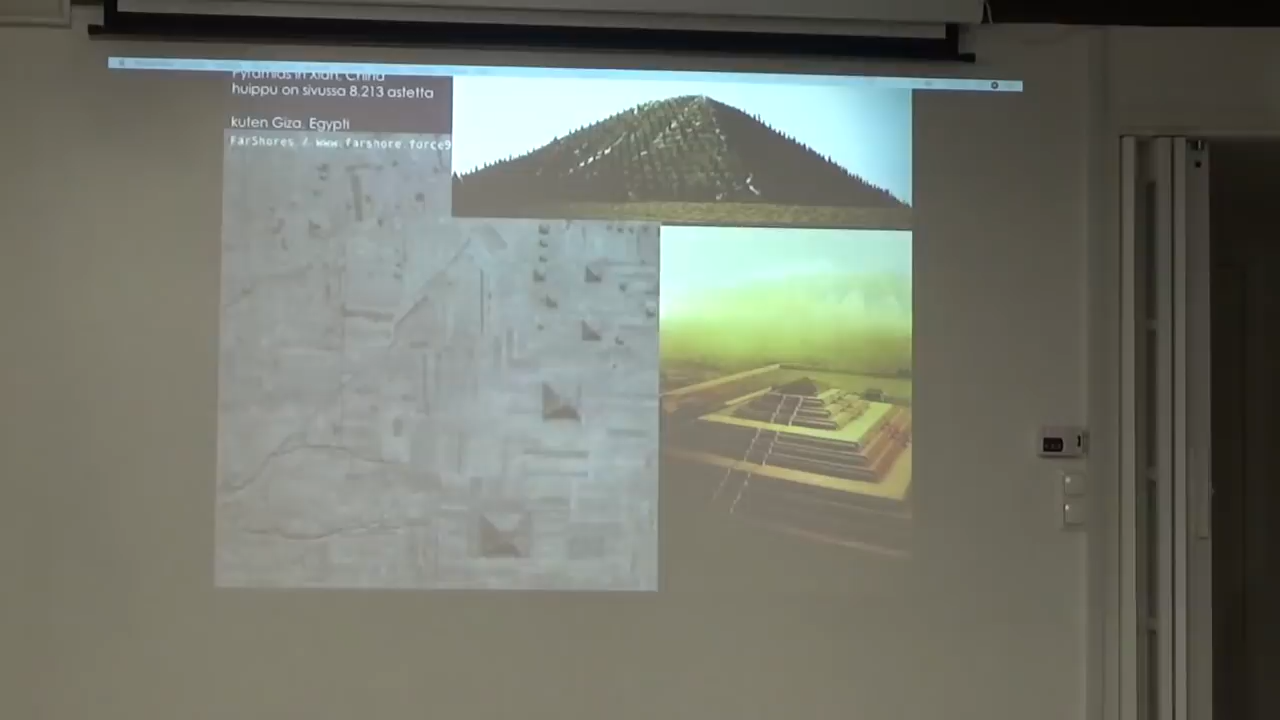 Pyramids in Xian, China
huippu on sivussa 8.213 astetta
kuten Giza, Egypti
FarShores / www.farshore.force9